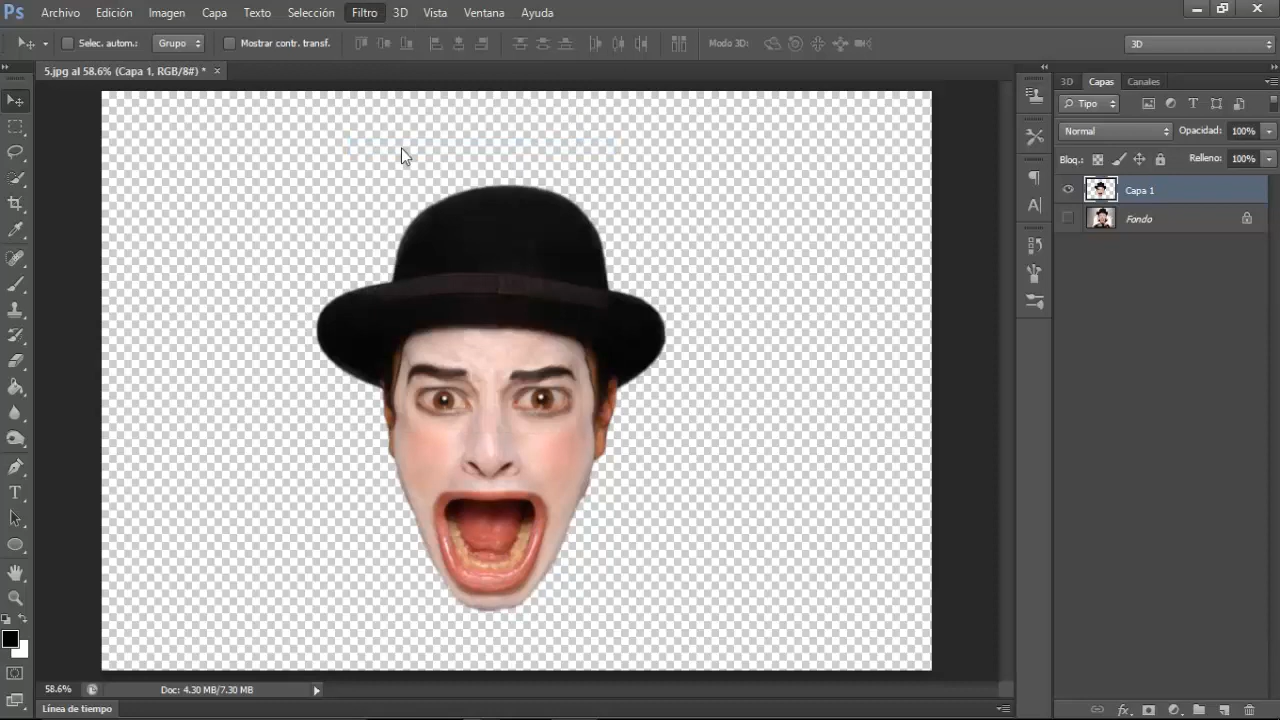 Ps Archivo Edición Imagen Capa Texto Selección Filtro 3D Vista Ventana Ayuda
Selec. autom.: Grupo Mostrar contr. transf. Modo 3D: 3D
5.jpg al 58.6% (Capa 1, RGB/8#) * ×
3D Capas Canales
Tipo
Normal Opacidad: 100%
Bloq.: Relleno: 100%
Capa 1
Fondo
58.6% Doc: 4.30 MB/7.30 MB
Línea de tiempo